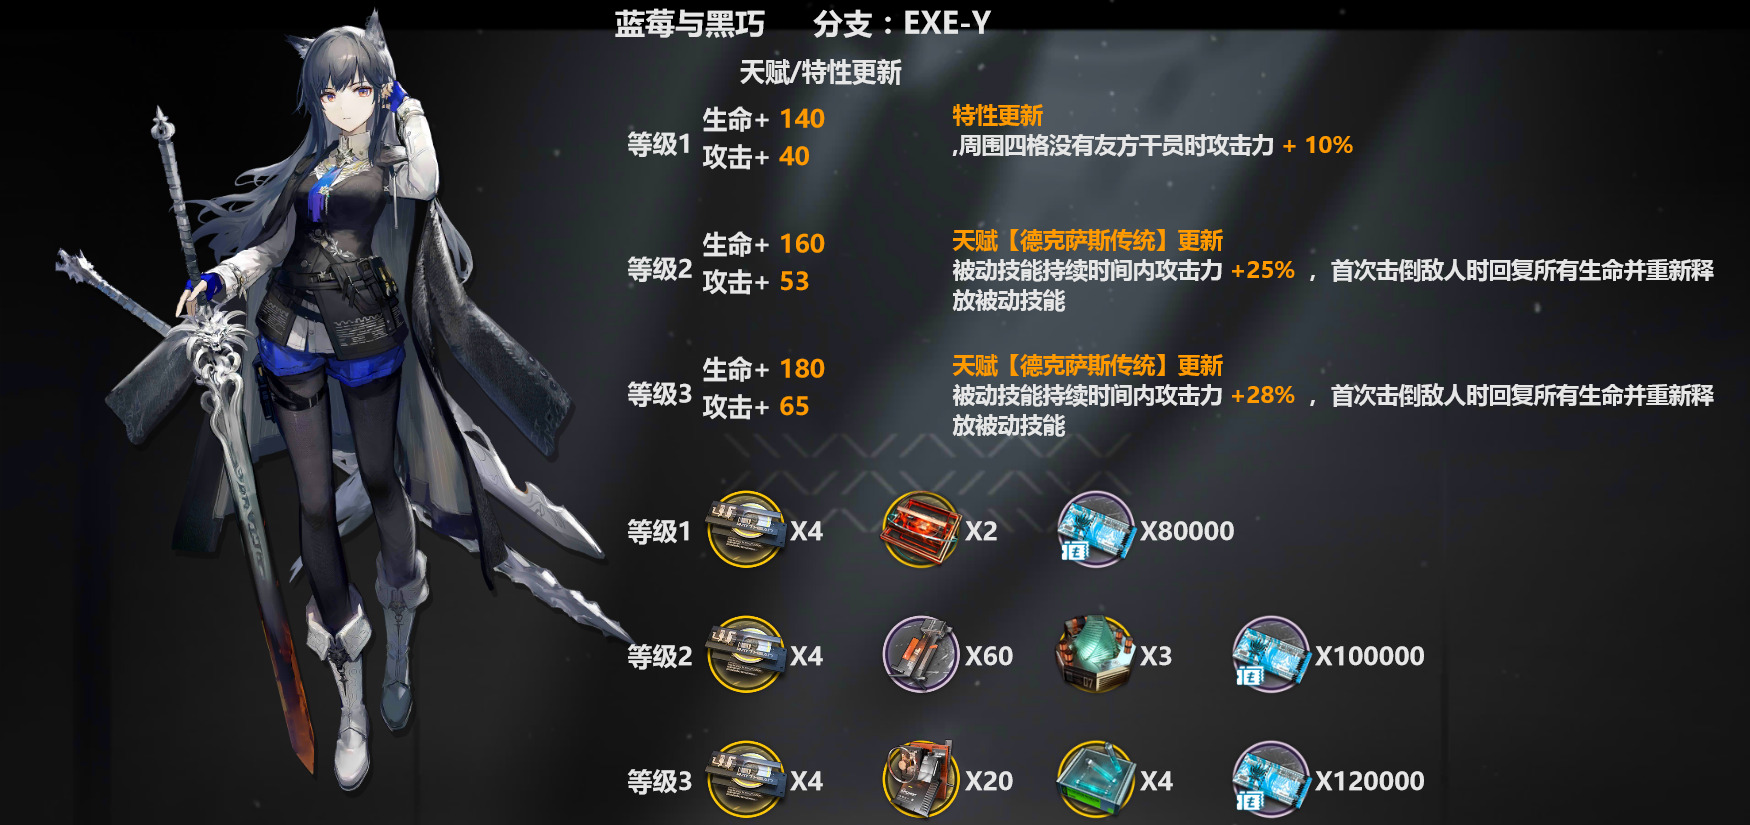 蓝莓与黑巧 分支：EXE-Y
天赋/特性更新
等级1
生命+ 140
攻击+ 40
特性更新
,周围四格没有友方干员时攻击力 + 10%
等级2
生命+ 160
攻击+ 53
天赋【德克萨斯传统】更新
被动技能持续时间内攻击力 +25% ，首次击倒敌人时回复所有生命并重新释
放被动技能
等级3
生命+ 180
攻击+ 65
天赋【德克萨斯传统】更新
被动技能持续时间内攻击力 +28% ，首次击倒敌人时回复所有生命并重新释
放被动技能
等级1 X4 X2 X80000
等级2 X4 X60 X3 X100000
等级3 X4 X20 X4 X120000